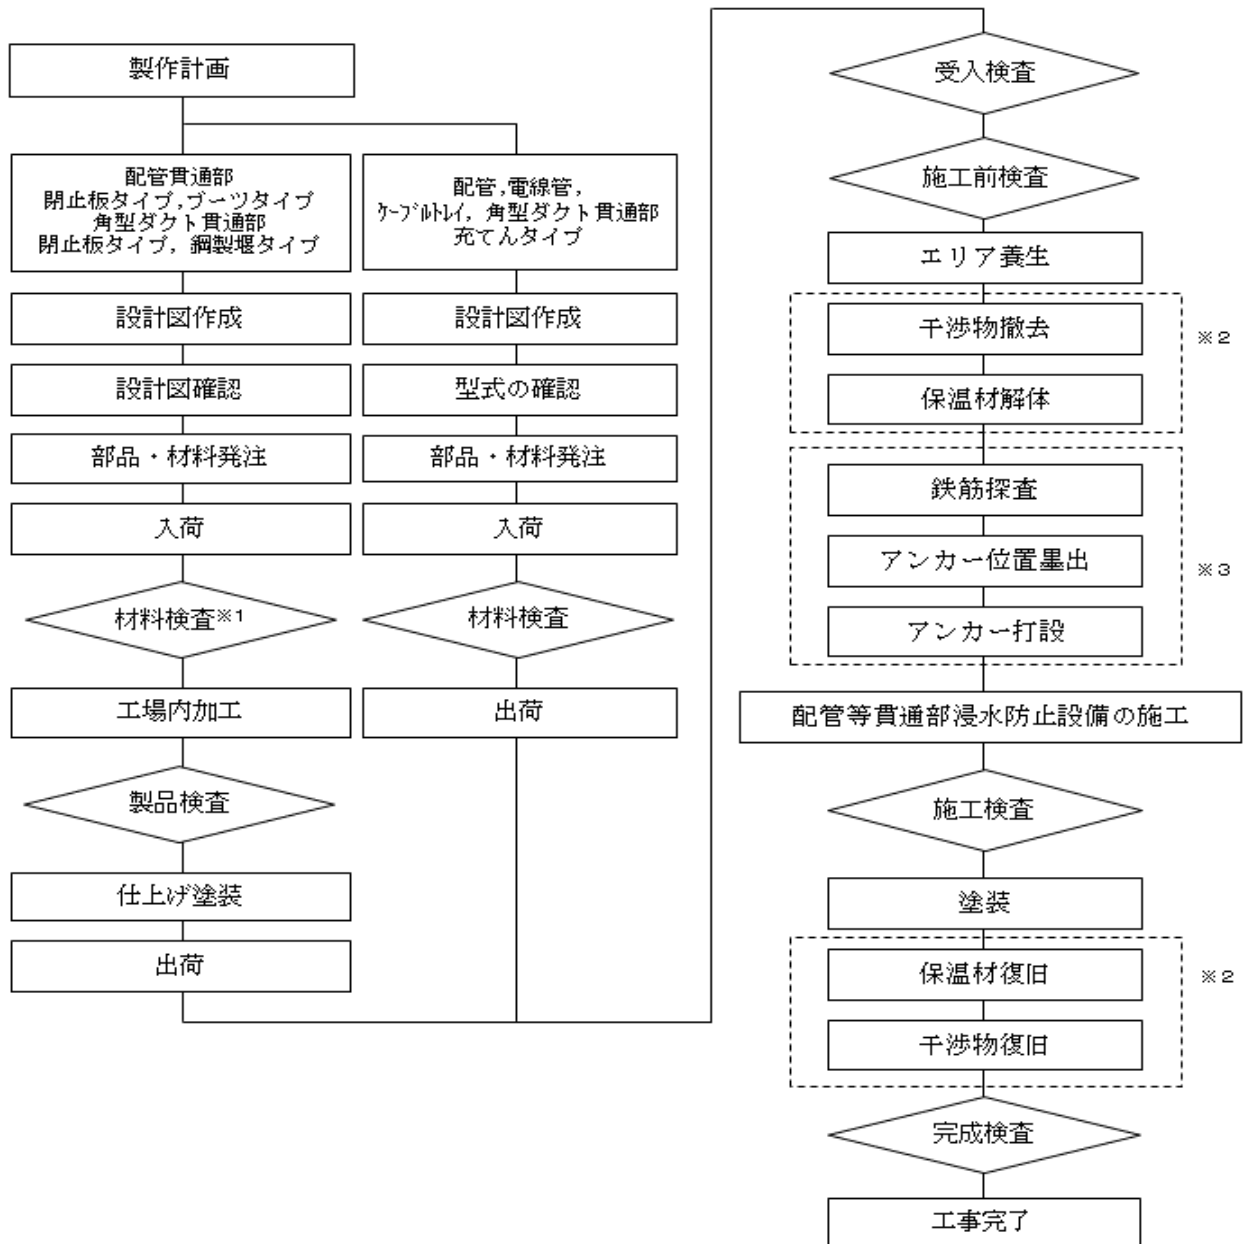 製作計画
配管貫通部
閉止板タイプ,ブーツタイプ
角型ダクト貫通部
閉止板タイプ, 鋼製堰タイプ
設計図作成
設計図確認
部品・材料発注
入荷
材料検査※1
工場内加工
製品検査
仕上げ塗装
出荷
配管,電線管,
ｹｰﾌﾞﾙﾄﾚｲ, 角型ダクト貫通部
充てんタイプ
設計図作成
型式の確認
部品・材料発注
入荷
材料検査
出荷
受入検査
施工前検査
エリア養生
干渉物撤去
※2
保温材解体
鉄筋探査
アンカー位置墨出
※3
アンカー打設
配管等貫通部浸水防止設備の施工
施工検査
塗装
保温材復旧
※2
干渉物復旧
完成検査
工事完了